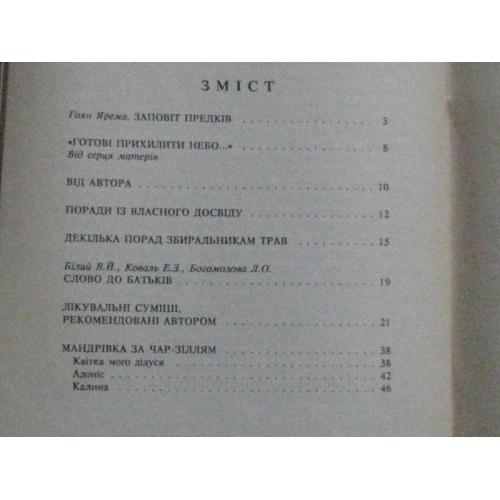 ЗМІСТ
Гоян Ярема. ЗАПОВІТ ПРЕДКІВ . . . . . . . . . . . . . . . . 3
«ГОТОВІ ПРИХИЛИТИ НЕБО...» . . . . . . . . . . . . . . . 8
Від серця матерів
ВІД АВТОРА . . . . . . . . . . . . . . . . . . . . . . . . 10
ПОРАДИ ІЗ ВЛАСНОГО ДОСВІДУ . . . . . . . . . . . . . . 12
ДЕКІЛЬКА ПОРАД ЗБИРАЛЬНИКАМ ТРАВ . . . . . . . . . 15
Білий В.Й., Коваль Е.З., Богомолова Л.О.
СЛОВО ДО БАТЬКІВ . . . . . . . . . . . . . . . . . . . . 19
ЛІКУВАЛЬНІ СУМІШІ,
РЕКОМЕНДОВАНІ АВТОРОМ . . . . . . . . . . . . . . . . 21
МАНДРІВКА ЗА ЧАР-ЗІЛЛЯМ . . . . . . . . . . . . . . . . 38
Квітка мого дідуся . . . . . . . . . . . . . . . . . . . . 38
Адоніс . . . . . . . . . . . . . . . . . . . . . . . . . . 42
Калина . . . . . . . . . . . . . . . . . . . . . . . . . . 46